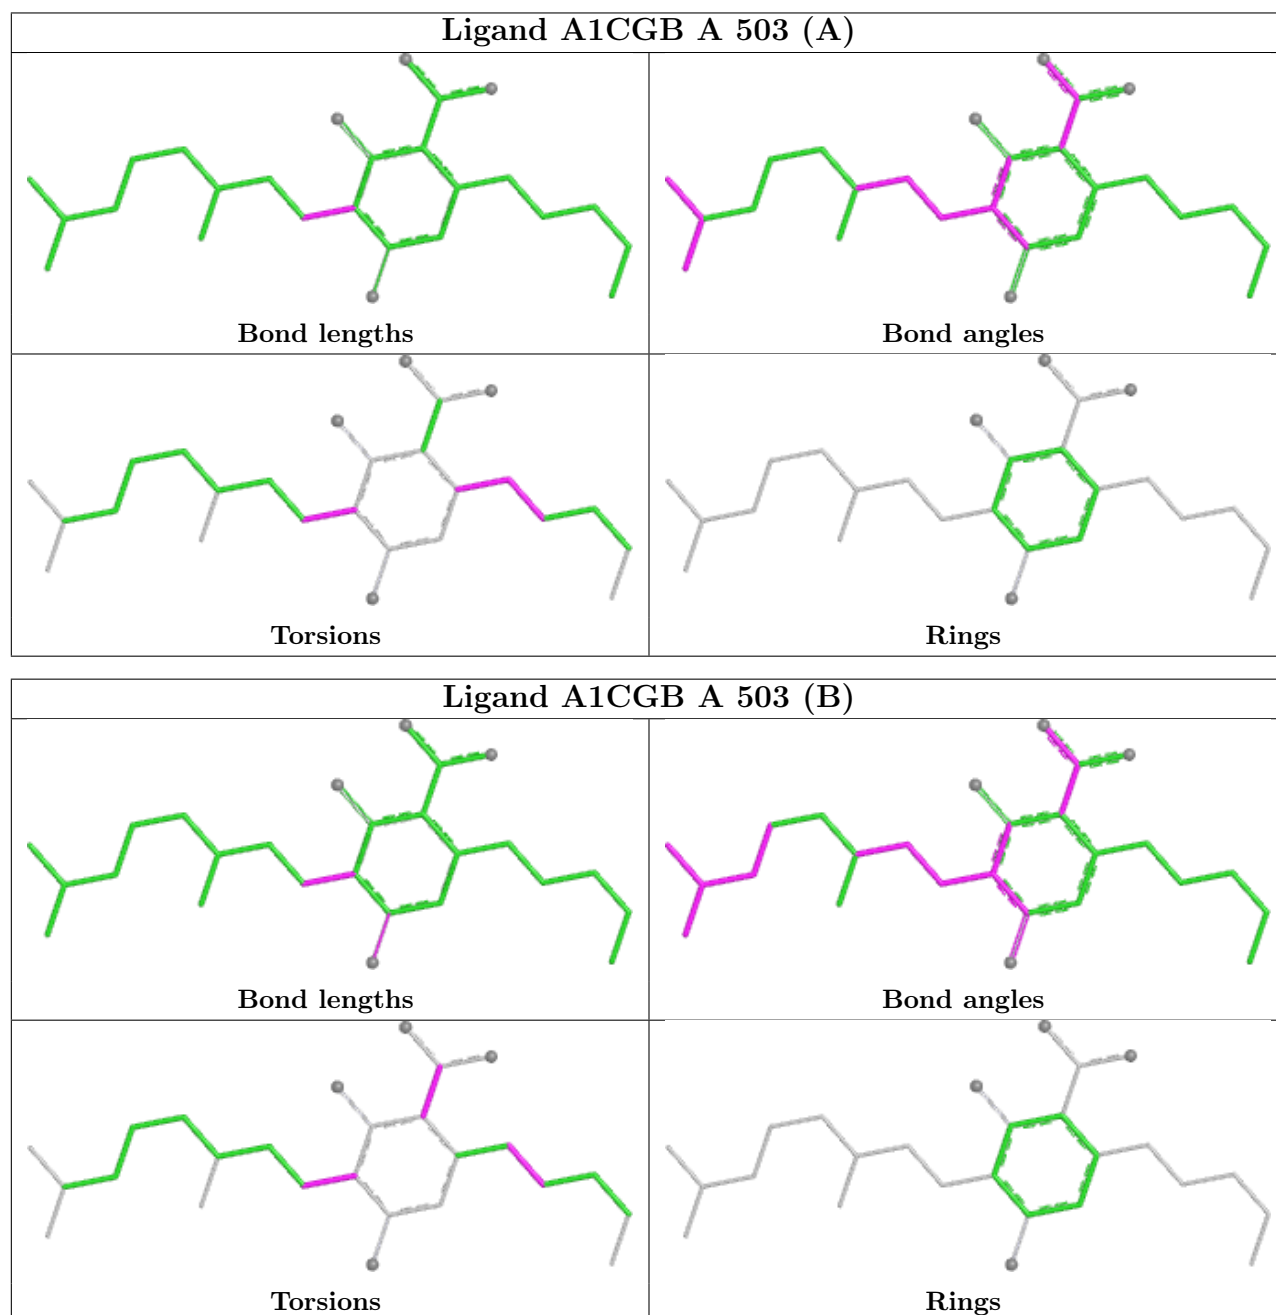 Ligand A1CGB A 503 (A)
Bond lengths
Bond angles
Torsions
Rings
Ligand A1CGB A 503 (B)
Bond lengths
Bond angles
Torsions
Rings